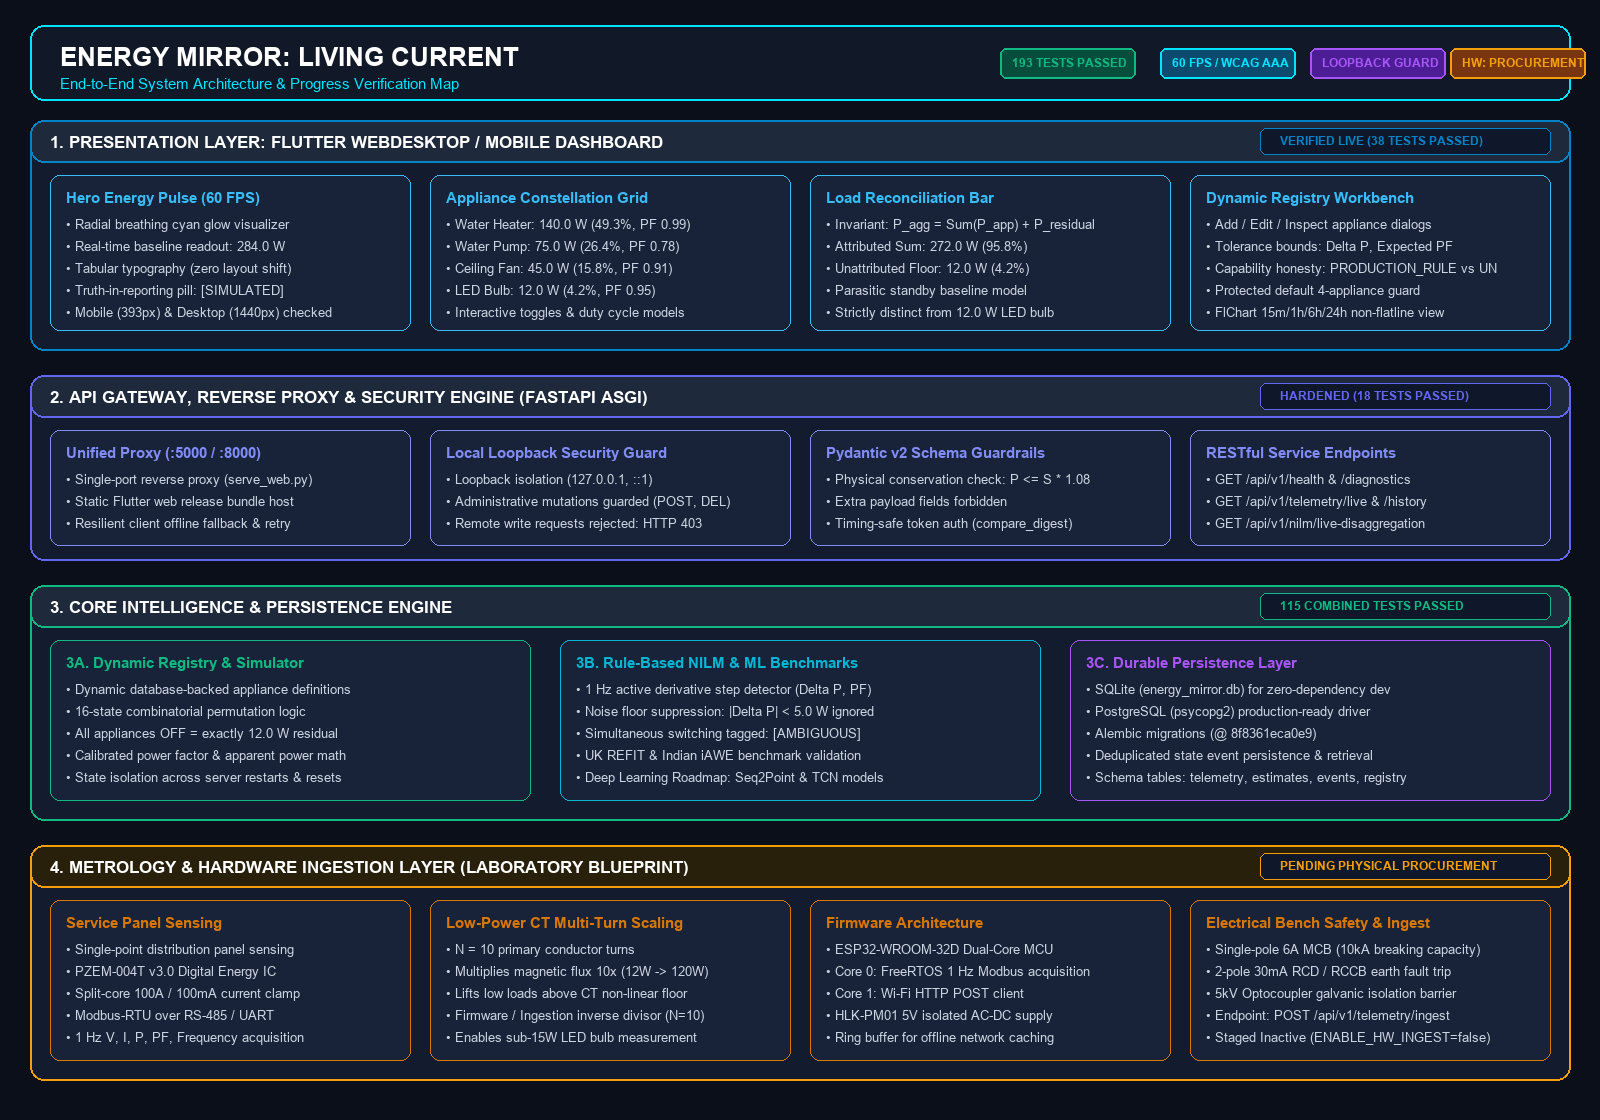 ENERGY MIRROR: LIVING CURRENT
End-to-End System Architecture & Progress Verification Map
193 TESTS PASSED
60 FPS / WCAG AAA
LOOPBACK GUARD
HW: PROCUREMENT
1. PRESENTATION LAYER: FLUTTER WEBDESKTOP / MOBILE DASHBOARD
VERIFIED LIVE (38 TESTS PASSED)
Hero Energy Pulse (60 FPS)
• Radial breathing cyan glow visualizer
• Real-time baseline readout: 284.0 W
• Tabular typography (zero layout shift)
• Truth-in-reporting pill: [SIMULATED]
• Mobile (393px) & Desktop (1440px) checked
Appliance Constellation Grid
• Water Heater: 140.0 W (49.3%, PF 0.99)
• Water Pump: 75.0 W (26.4%, PF 0.78)
• Ceiling Fan: 45.0 W (15.8%, PF 0.91)
• LED Bulb: 12.0 W (4.2%, PF 0.95)
• Interactive toggles & duty cycle models
Load Reconciliation Bar
• Invariant: P_agg = Sum(P_app) + P_residual
• Attributed Sum: 272.0 W (95.8%)
• Unattributed Floor: 12.0 W (4.2%)
• Parasitic standby baseline model
• Strictly distinct from 12.0 W LED bulb
Dynamic Registry Workbench
• Add / Edit / Inspect appliance dialogs
• Tolerance bounds: Delta P, Expected PF
• Capability honesty: PRODUCTION_RULE vs UN
• Protected default 4-appliance guard
• FlChart 15m/1h/6h/24h non-flatline view
2. API GATEWAY, REVERSE PROXY & SECURITY ENGINE (FASTAPI ASGI)
HARDENED (18 TESTS PASSED)
Unified Proxy (:5000 / :8000)
• Single-port reverse proxy (serve_web.py)
• Static Flutter web release bundle host
• Resilient client offline fallback & retry
Local Loopback Security Guard
• Loopback isolation (127.0.0.1, ::1)
• Administrative mutations guarded (POST, DEL)
• Remote write requests rejected: HTTP 403
Pydantic v2 Schema Guardrails
• Physical conservation check: P <= S * 1.08
• Extra payload fields forbidden
• Timing-safe token auth (compare_digest)
RESTful Service Endpoints
• GET /api/v1/health & /diagnostics
• GET /api/v1/telemetry/live & /history
• GET /api/v1/nilm/live-disaggregation
3. CORE INTELLIGENCE & PERSISTENCE ENGINE
115 COMBINED TESTS PASSED
3A. Dynamic Registry & Simulator
• Dynamic database-backed appliance definitions
• 16-state combinatorial permutation logic
• All appliances OFF = exactly 12.0 W residual
• Calibrated power factor & apparent power math
• State isolation across server restarts & resets
3B. Rule-Based NILM & ML Benchmarks
• 1 Hz active derivative step detector (Delta P, PF)
• Noise floor suppression: |Delta P| < 5.0 W ignored
• Simultaneous switching tagged: [AMBIGUOUS]
• UK REFIT & Indian iAWE benchmark validation
• Deep Learning Roadmap: Seq2Point & TCN models
3C. Durable Persistence Layer
• SQLite (energy_mirror.db) for zero-dependency dev
• PostgreSQL (psycopg2) production-ready driver
• Alembic migrations (@ 8f8361eca0e9)
• Deduplicated state event persistence & retrieval
• Schema tables: telemetry, estimates, events, registry
4. METROLOGY & HARDWARE INGESTION LAYER (LABORATORY BLUEPRINT)
PENDING PHYSICAL PROCUREMENT
Service Panel Sensing
• Single-point distribution panel sensing
• PZEM-004T v3.0 Digital Energy IC
• Split-core 100A / 100mA current clamp
• Modbus-RTU over RS-485 / UART
• 1 Hz V, I, P, PF, Frequency acquisition
Low-Power CT Multi-Turn Scaling
• N = 10 primary conductor turns
• Multiplies magnetic flux 10x (12W -> 120W)
• Lifts low loads above CT non-linear floor
• Firmware / Ingestion inverse divisor (N=10)
• Enables sub-15W LED bulb measurement
Firmware Architecture
• ESP32-WROOM-32D Dual-Core MCU
• Core 0: FreeRTOS 1 Hz Modbus acquisition
• Core 1: Wi-Fi HTTP POST client
• HLK-PM01 5V isolated AC-DC supply
• Ring buffer for offline network caching
Electrical Bench Safety & Ingest
• Single-pole 6A MCB (10kA breaking capacity)
• 2-pole 30mA RCD / RCCB earth fault trip
• 5kV Optocoupler galvanic isolation barrier
• Endpoint: POST /api/v1/telemetry/ingest
• Staged Inactive (ENABLE_HW_INGEST=false)